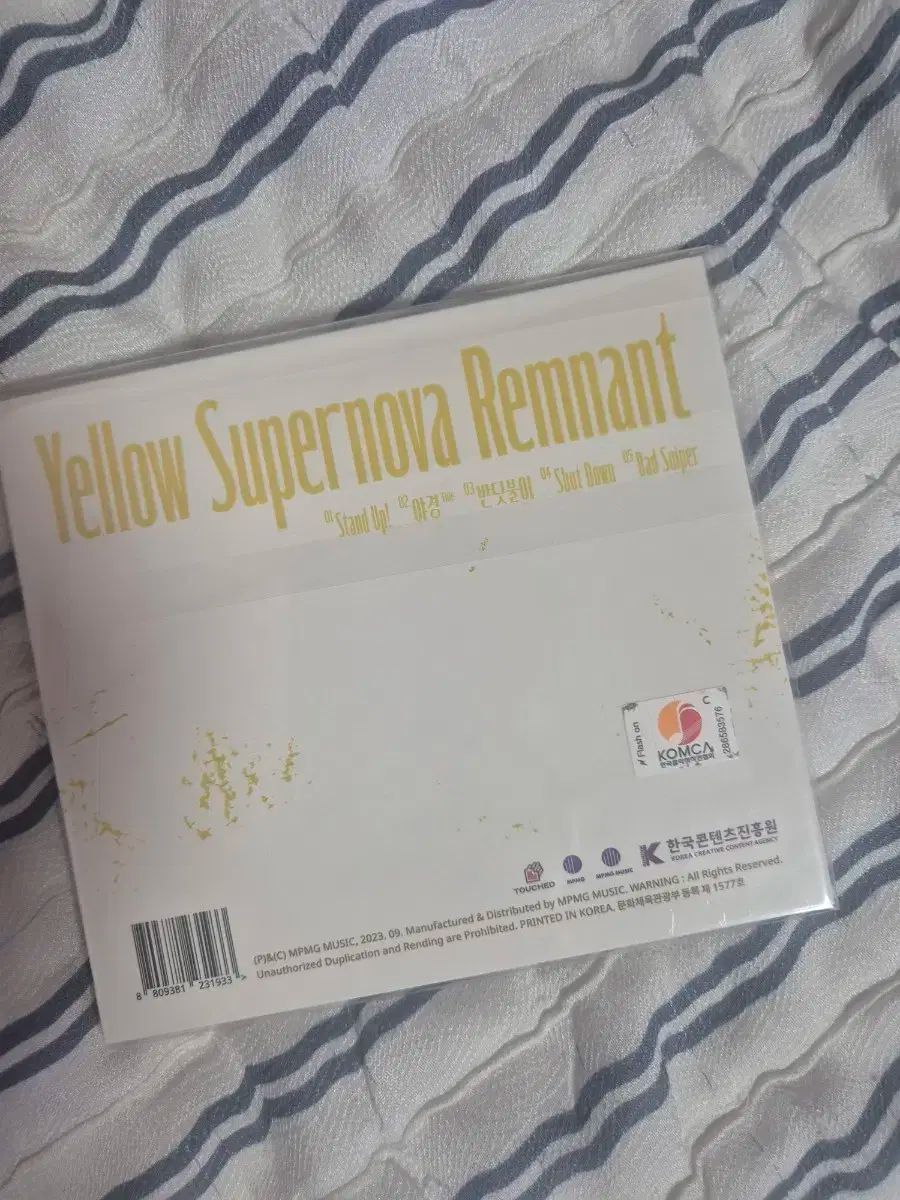 Yellow Supernova Remnant
01 Stand Up! 02 야경 Title 03 반딧불이 04 Shut Down 05 Bad Sniper
Flash on
C
KOMCA
한국음악저작권협회
TOUCHED
MPMG
MPMG MUSIC
한국콘텐츠진흥원
KOREA CREATIVE CONTENT AGENCY
(P)&(C) MPMG MUSIC, 2023. 09. Manufactured & Distributed by MPMG MUSIC. WARNING : All Rights Reserved.
Unauthorized Duplication and Rending are Prohibited. PRINTED IN KOREA. 문화체육관광부 등록 제 1577호
8 809381 231933 >